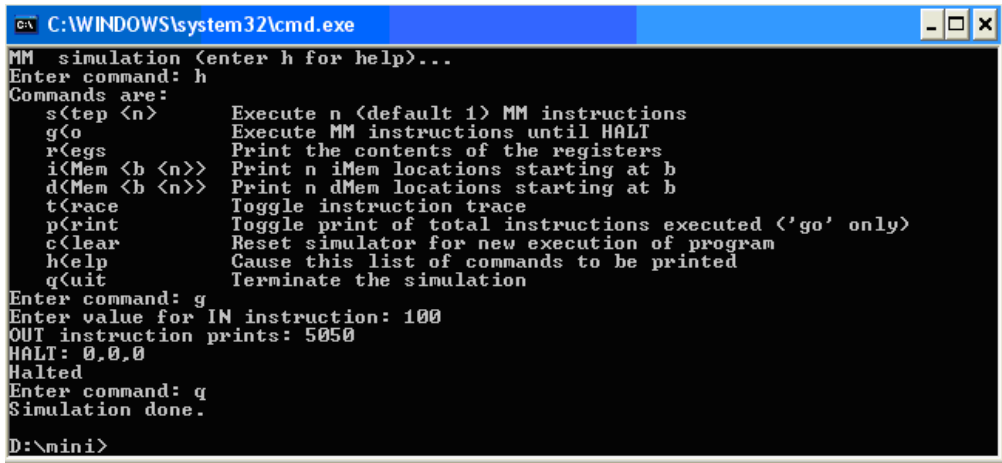 C:\WINDOWS\system32\cmd.exe
MM  simulation (enter h for help)...
Enter command: h
Commands are:
   s(tep <n>       Execute n (default 1) MM instructions
   g(o             Execute MM instructions until HALT
   r(egs           Print the contents of the registers
   i(Mem <b <n>>   Print n iMem locations starting at b
   d(Mem <b <n>>   Print n dMem locations starting at b
   t(race          Toggle instruction trace
   p(rint          Toggle print of total instructions executed ('go' only)
   c(lear          Reset simulator for new execution of program
   h(elp           Cause this list of commands to be printed
   q(uit           Terminate the simulation
Enter command: g
Enter value for IN instruction: 100
OUT instruction prints: 5050
HALT: 0,0,0
Halted
Enter command: q
Simulation done.
D:\mini>